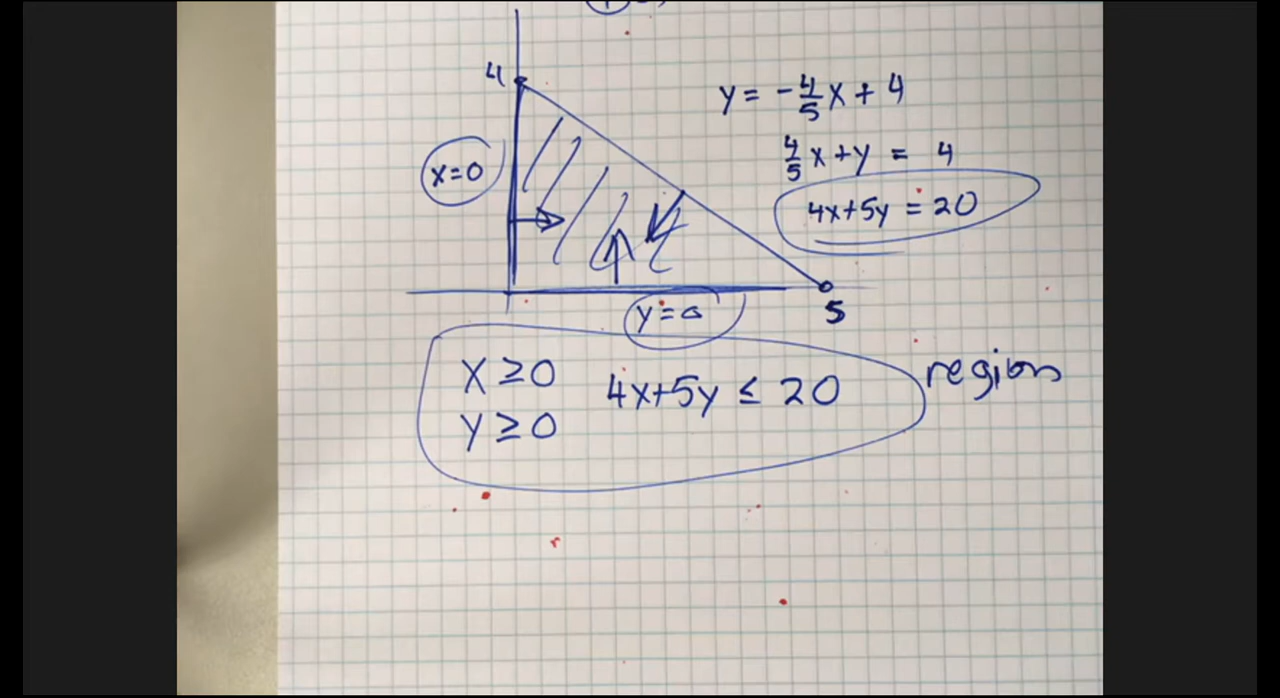 4
y = -4/5 x + 4
4/5 x + y = 4
x=0
4x+5y = 20
y=0
5
x ≥ 0
4x+5y ≤ 20
region
y ≥ 0